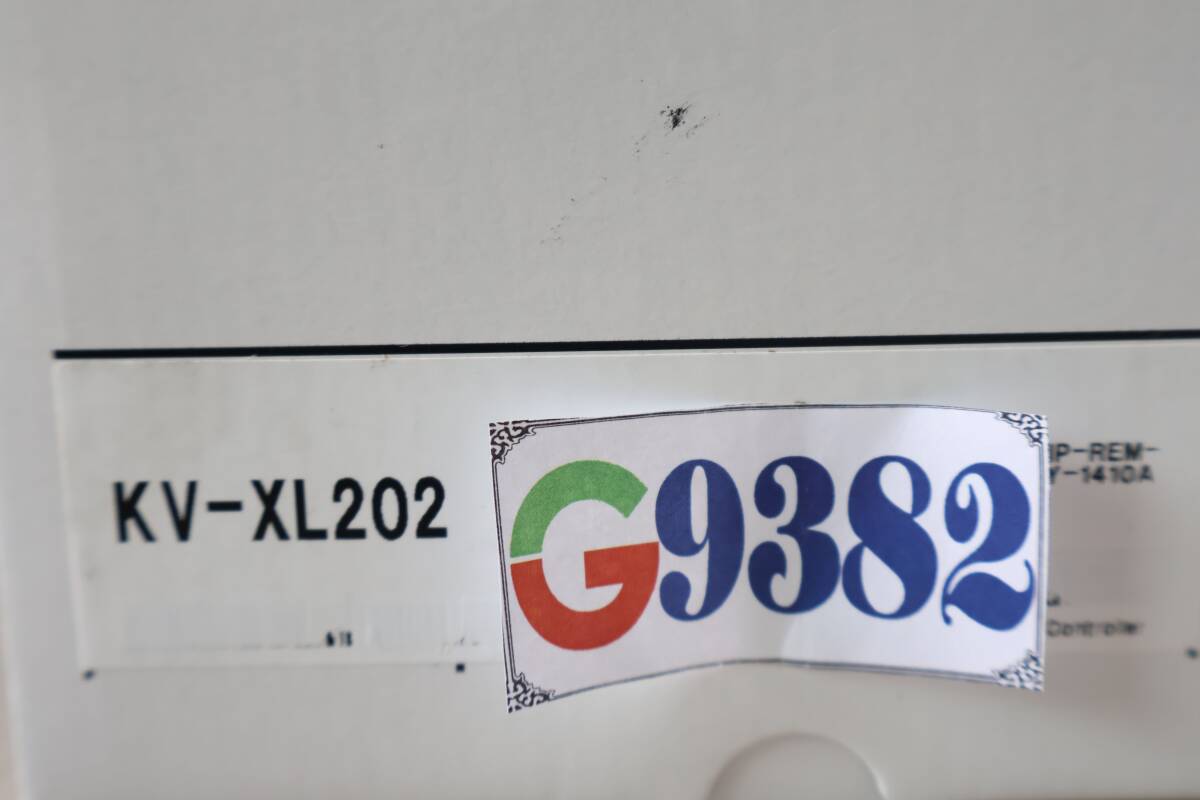 KV-XL202
G9382
IP-REM-
Y-1410A
Controller